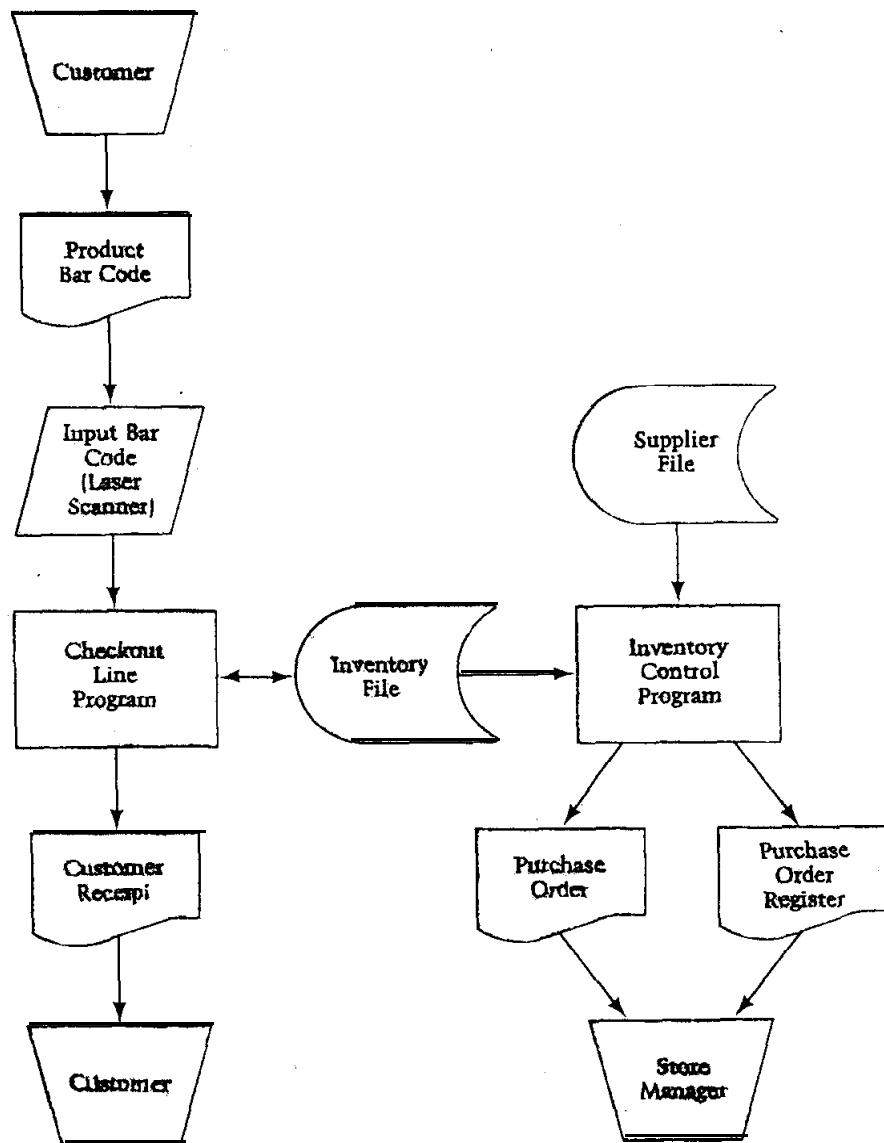 Customer
Product
Bar Code
Input Bar
Code
(Laser
Scanner)
Supplier
File
Checkout
Line
Program
Inventory
File
Inventory
Control
Program
Customer
Receipi
Purchase
Order
Purchase
Order
Register
Customer
Store
Manager